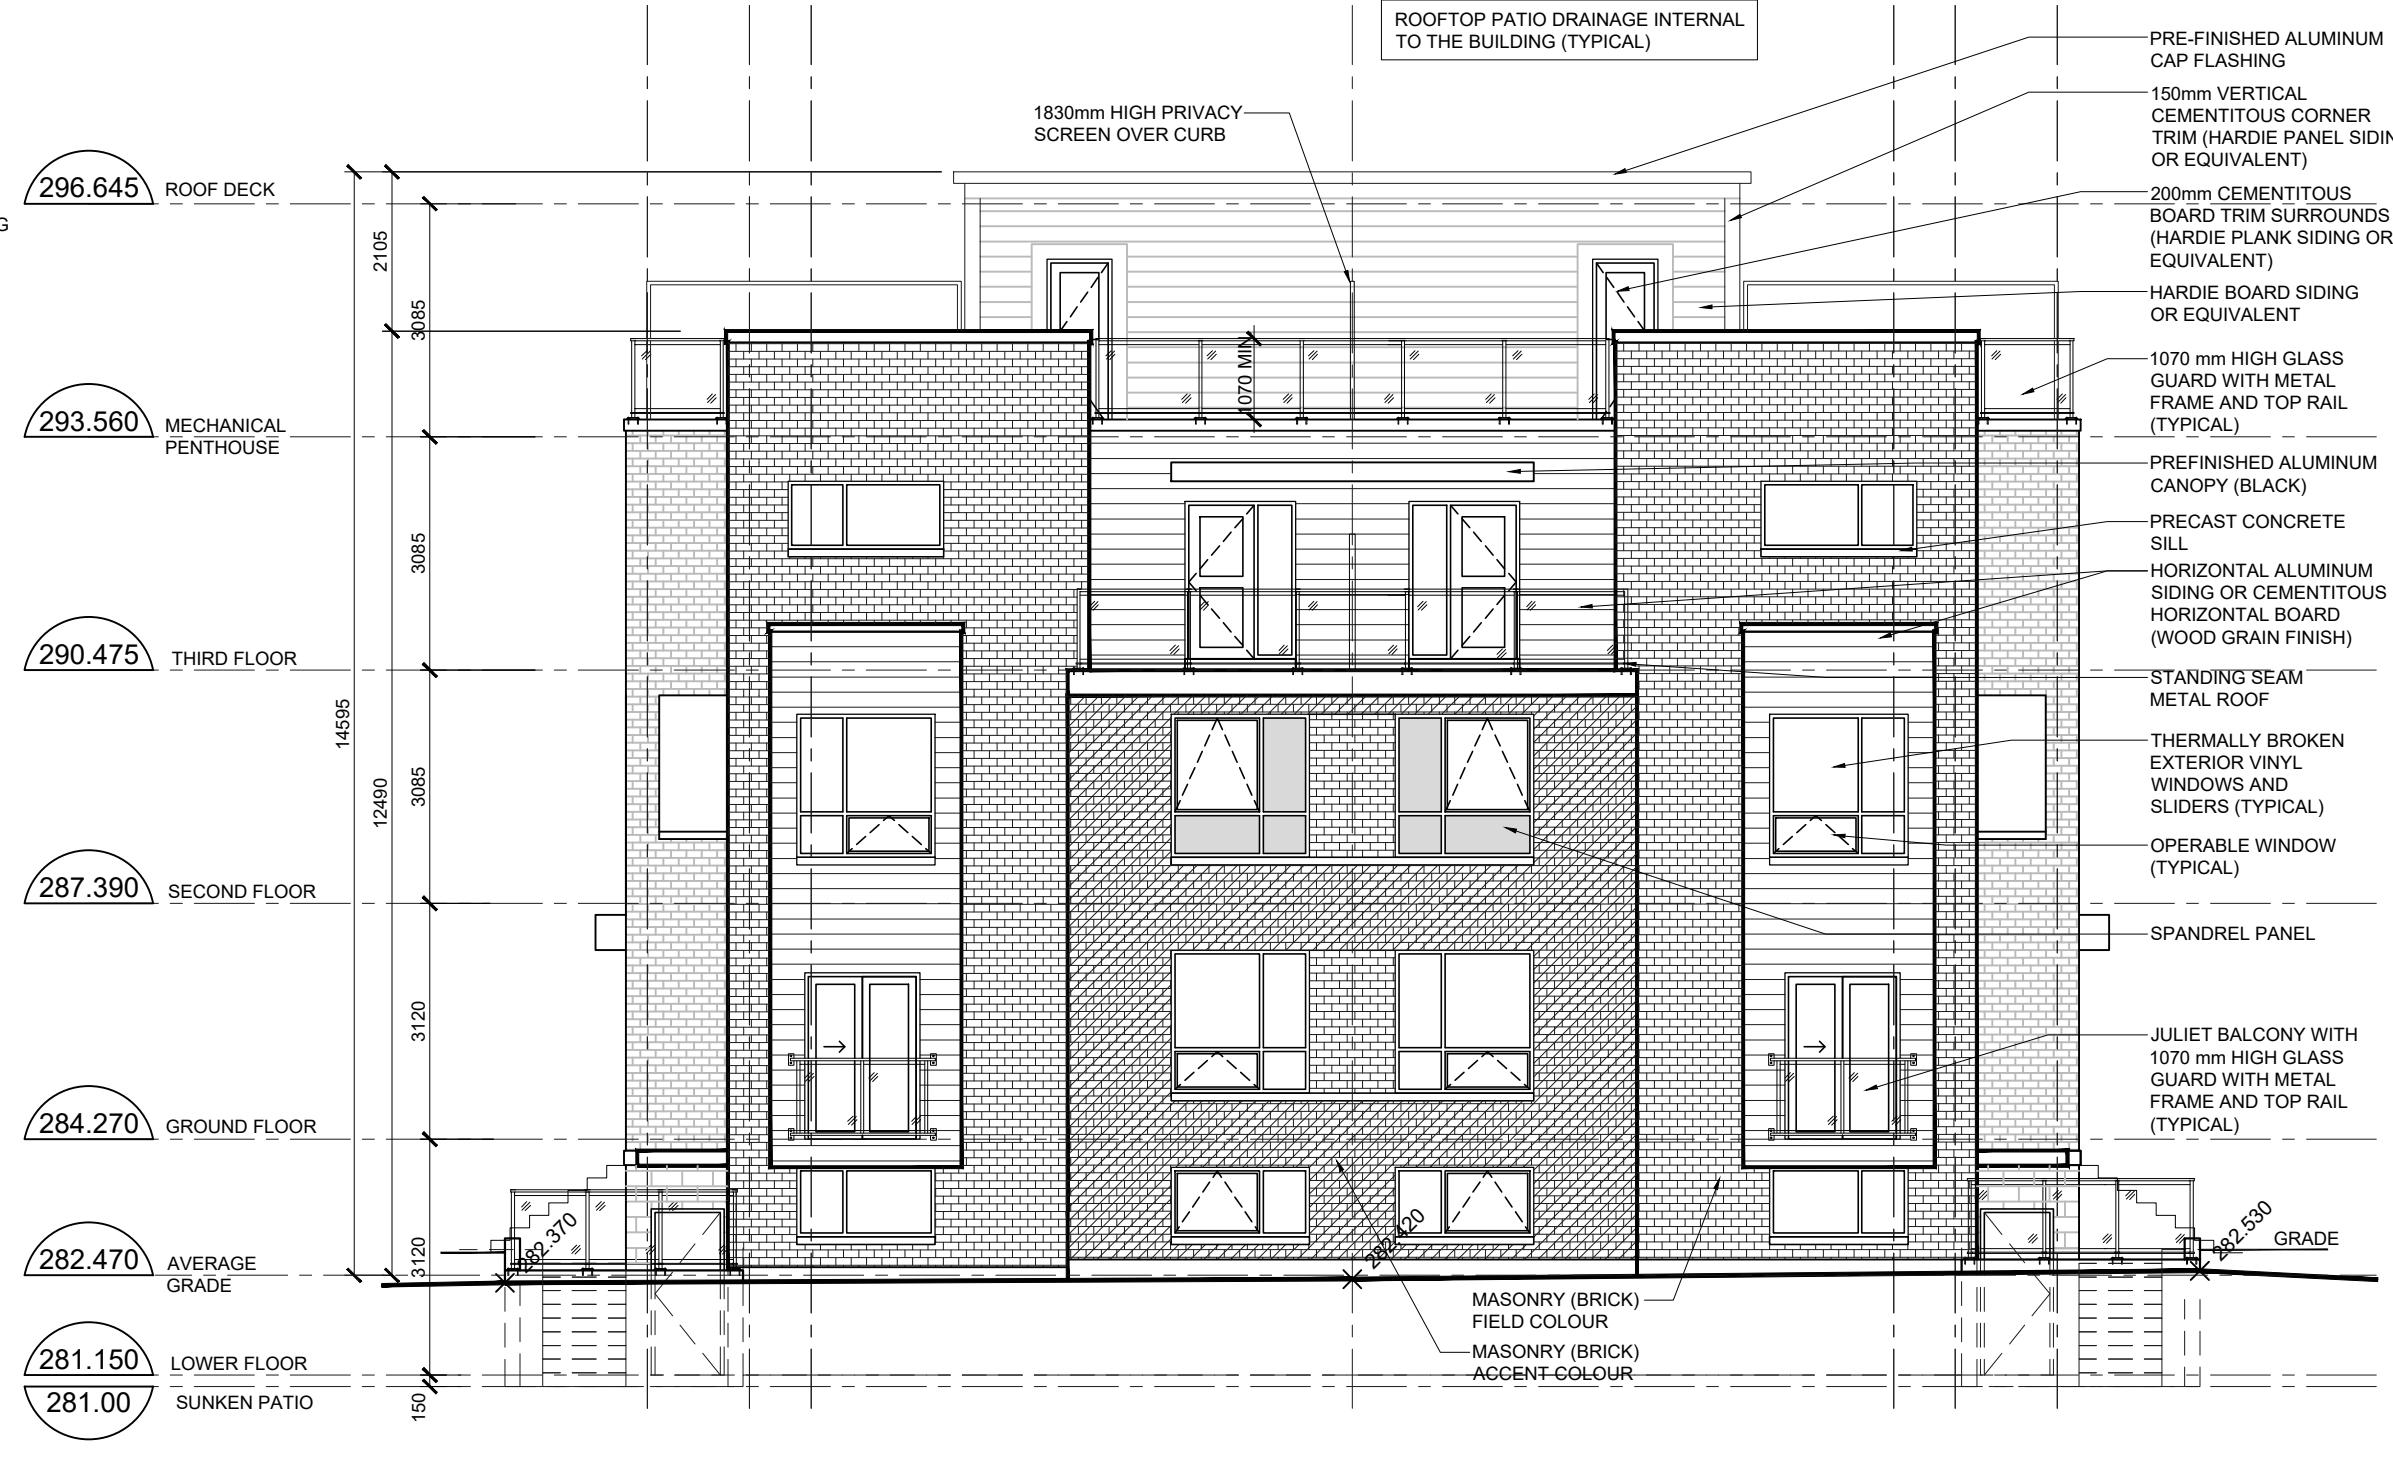 ROOFTOP PATIO DRAINAGE INTERNAL
TO THE BUILDING (TYPICAL)
1830mm HIGH PRIVACY
SCREEN OVER CURB
PRE-FINISHED ALUMINUM
CAP FLASHING
150mm VERTICAL
CEMENTITOUS CORNER
TRIM (HARDIE PANEL SIDIN
OR EQUIVALENT)
200mm CEMENTITOUS
BOARD TRIM SURROUNDS
(HARDIE PLANK SIDING OR
EQUIVALENT)
HARDIE BOARD SIDING
OR EQUIVALENT
1070 mm HIGH GLASS
GUARD WITH METAL
FRAME AND TOP RAIL
(TYPICAL)
PREFINISHED ALUMINUM
CANOPY (BLACK)
PRECAST CONCRETE
SILL
HORIZONTAL ALUMINUM
SIDING OR CEMENTITOUS
HORIZONTAL BOARD
(WOOD GRAIN FINISH)
STANDING SEAM
METAL ROOF
THERMALLY BROKEN
EXTERIOR VINYL
WINDOWS AND
SLIDERS (TYPICAL)
OPERABLE WINDOW
(TYPICAL)
SPANDREL PANEL
JULIET BALCONY WITH
1070 mm HIGH GLASS
GUARD WITH METAL
FRAME AND TOP RAIL
(TYPICAL)
GRADE
G
296.645 ROOF DECK
293.560 MECHANICAL
PENTHOUSE
290.475 THIRD FLOOR
287.390 SECOND FLOOR
284.270 GROUND FLOOR
282.470 AVERAGE
GRADE
281.150 LOWER FLOOR
281.00 SUNKEN PATIO
14595
2105
12490
3085
3085
3085
3120
3120
150
1070 MIN
282.370
282.420
282.530
MASONRY (BRICK)
FIELD COLOUR
MASONRY (BRICK)
ACCENT COLOUR